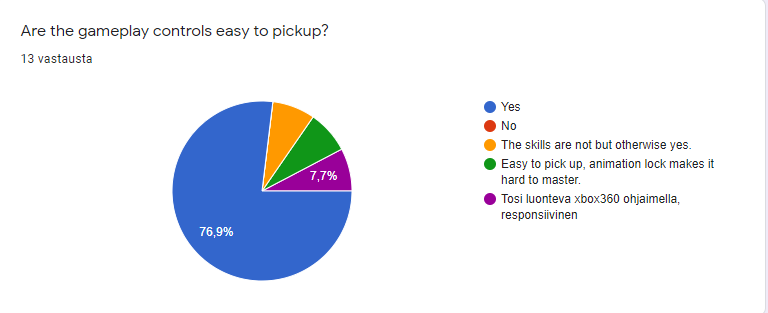 Are the gameplay controls easy to pickup?
13 vastausta
Yes
No
The skills are not but otherwise yes.
Easy to pick up, animation lock makes it
hard to master.
Tosi luonteva xbox360 ohjaimella,
responsiivinen
7,7%
76,9%